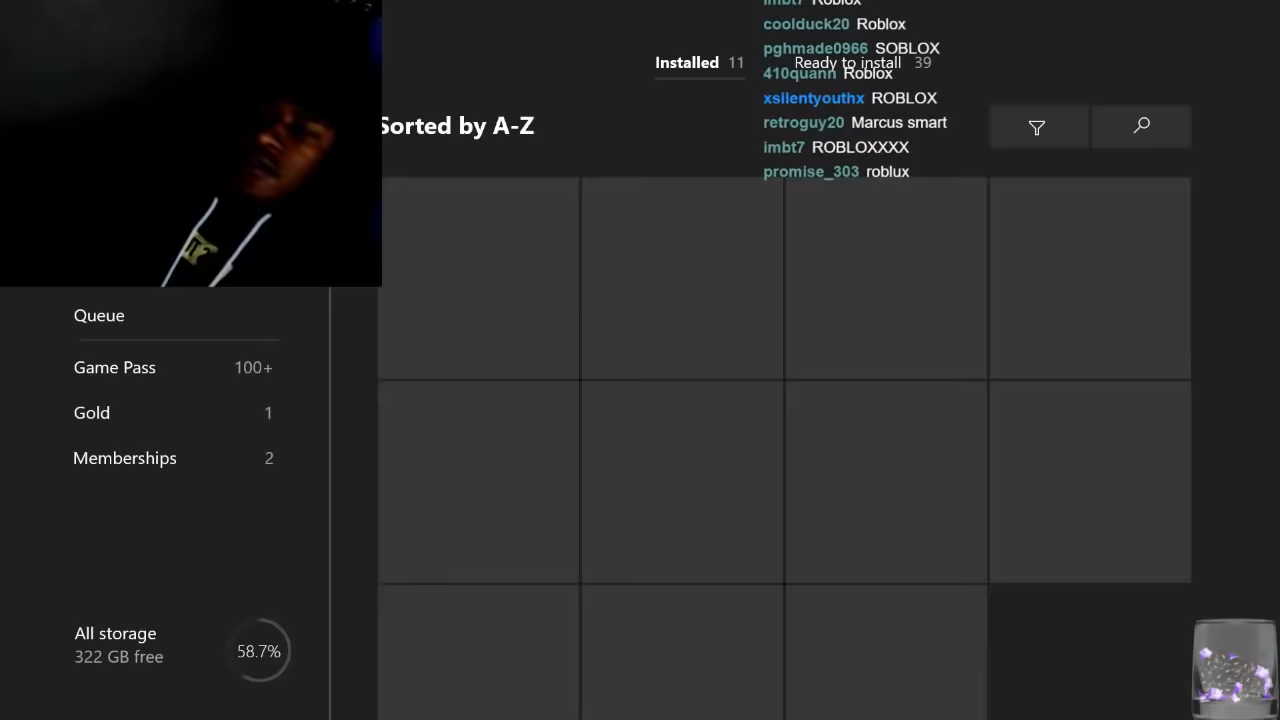 imbt7 Roblox
coolduck20 Roblox
pghmade0966 SOBLOX
Installed 11
Ready to install 39
410quann Roblox
xsilentyouthx ROBLOX
Sorted by A-Z
retroguy20 Marcus smart
imbt7 ROBLOXXXX
promise_303 roblux
Queue
Game Pass 100+
Gold 1
Memberships 2
All storage
322 GB free
58.7%